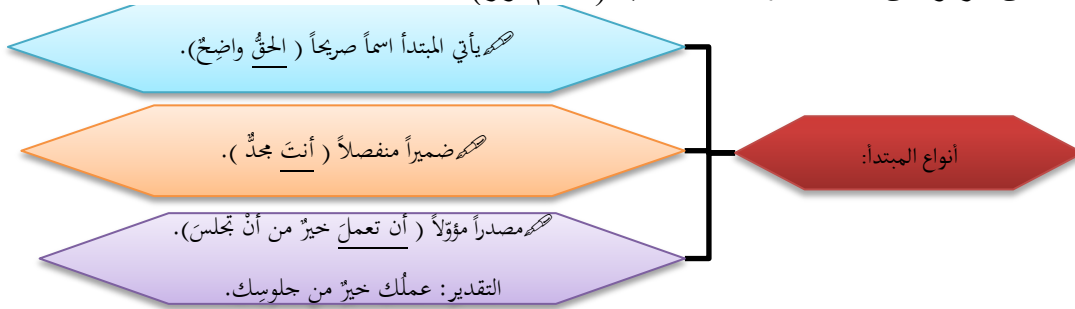 أنواع المبتدأ:
يأتي المبتدأ اسماً صريحاً ( الحقُّ واضِحٌ).
ضميراً منفصلاً ( أنتَ مجدٌّ ).
مصدراً مؤوّلاً ( أن تعملَ خيرٌ من أنْ تجلسَ).
التقدير: عملُك خيرٌ من جلوسِك.